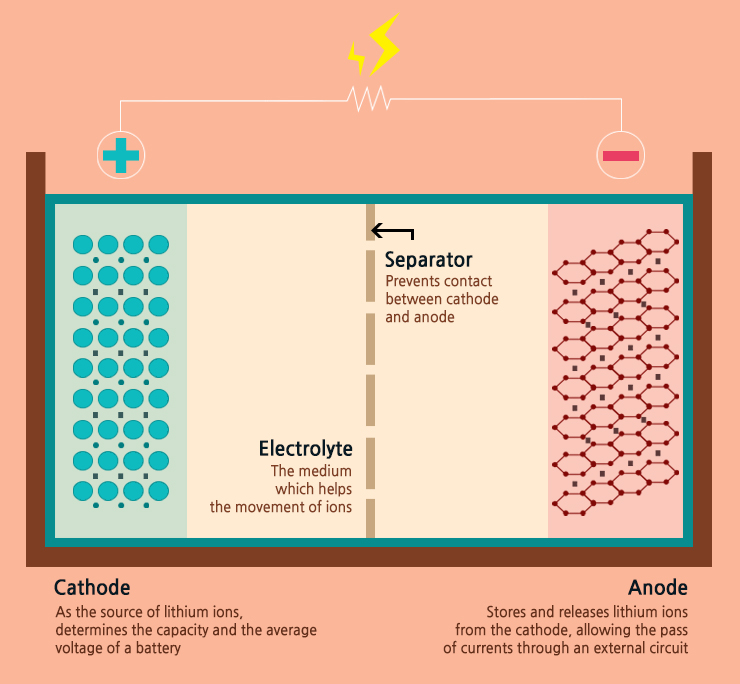 Separator
Prevents contact
between cathode
and anode
Electrolyte
The medium
which helps
the movement of ions
Cathode
As the source of lithium ions,
determines the capacity and the average
voltage of a battery
Anode
Stores and releases lithium ions
from the cathode, allowing the pass
of currents through an external circuit